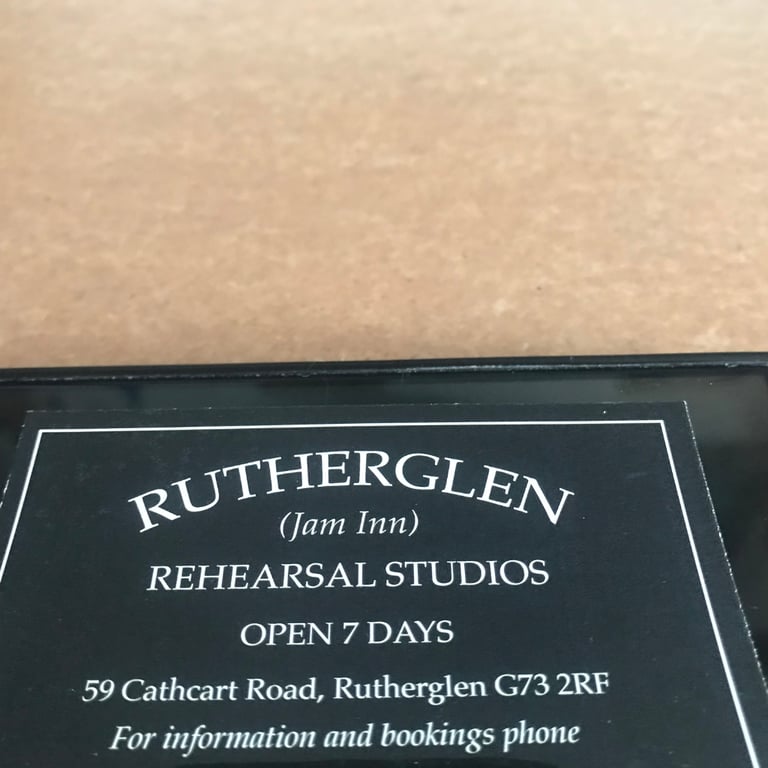 RUTHERGLEN
(Jam Inn)
REHEARSAL STUDIOS
OPEN 7 DAYS
59 Cathcart Road, Rutherglen G73 2RF
For information and bookings phone